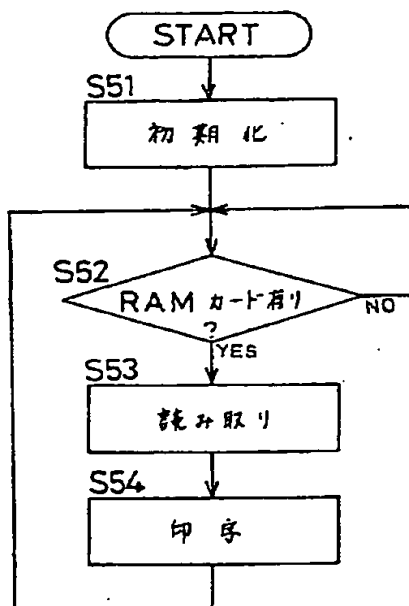 START
S51
初期化
S52
RAMカード有り
?
NO
YES
S53
読み取り
S54
印字